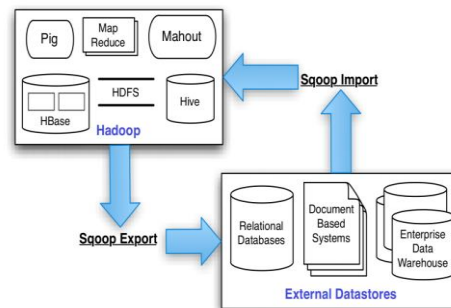 Pig
Map
Reduce
Mahout
HBase
HDFS
Hive
Hadoop
Sqoop Import
Sqoop Export
Relational
Databases
Document
Based
Systems
Enterprise
Data
Warehouse
External Datastores